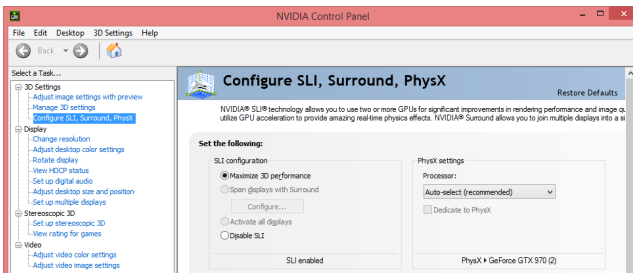 NVIDIA Control Panel
File Edit Desktop 3D Settings Help
Back
Select a Task...
3D Settings
Adjust image settings with preview
Manage 3D settings
Configure SLI, Surround, PhysX
Display
Change resolution
Adjust desktop color settings
Rotate display
View HDCP status
Set up digital audio
Adjust desktop size and position
Set up multiple displays
Stereoscopic 3D
Set up stereoscopic 3D
View rating for games
Video
Adjust video color settings
Adjust video image settings
Configure SLI, Surround, PhysX
Restore Defaults
NVIDIA® SLI® technology allows you to use two or more GPUs for significant improvements in rendering performance and image qu
utilize GPU acceleration to provide amazing real-time physics effects. NVIDIA® Surround allows you to join multiple displays into a si
Set the following:
SLI configuration
Maximize 3D performance
Span displays with Surround
Configure...
Activate all displays
Disable SLI
SLI enabled
PhysX settings
Processor:
Auto-select (recommended)
Dedicate to PhysX
PhysX ▸ GeForce GTX 970 (2)